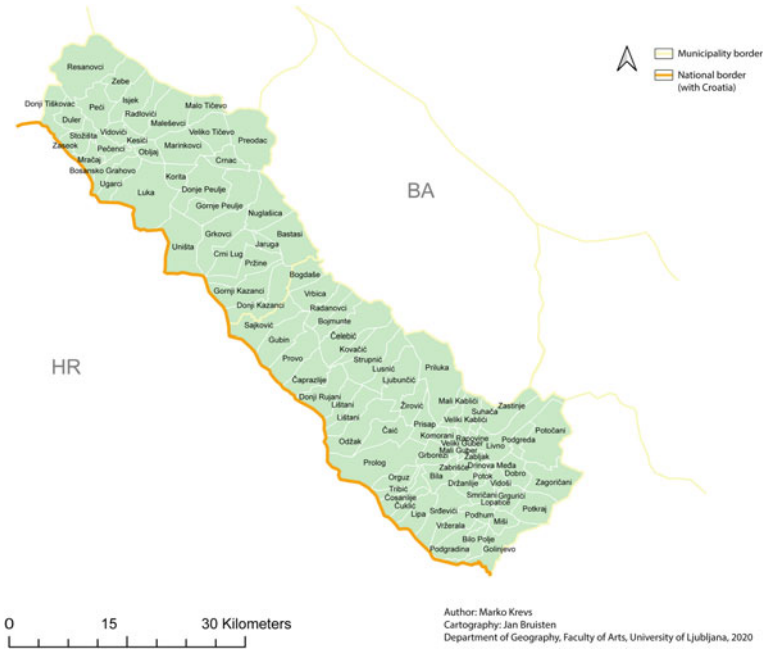 Municipality border
National border
(with Croatia)
BA
HR
Resanovci
Zebe
Donji Tiškovac
Peći
Isjek
Malo Tičevo
Duler
Radlovići
Maleševci
Stožišta
Vidovići
Veliko Tičevo
Zaseok
Pečenci
Kesići
Marinkovci
Preodac
Mračaj
Obljaj
Crnac
Bosansko Grahovo
Ugarci
Korita
Luka
Donje Peulje
Gornje Peulje
Nuglašica
Grkovci
Bastasi
Uništa
Jaruga
Crni Lug
Pržine
Bogdaše
Gornji Kazanci
Vrbica
Donji Kazanci
Radanovci
Sajković
Bojmunte
Gubin
Čelebić
Kovačić
Provo
Strupnić
Lusnić
Priluka
Čaprazlije
Ljubunčić
Donji Rujani
Lištani
Žirović
Mali Kablići
Zastinje
Suhača
Lištani
Veliki Kablići
Čaić
Prisap
Potočani
Odžak
Komorani
Rapovine
Podgreda
Veliki Guber
Livno
Mali Guber
Grborezi
Žabljak
Prolog
Zabrišće
Drinova Međa
Orguz
Bila
Potok
Dobro
Zagoričani
Tribić
Držanlije
Vidoši
Ćosanlije
Smričani
Grgurići
Čuklić
Lopatice
Lipa
Srđevići
Podhum
Potkraj
Vržerala
Miši
Bilo Polje
Podgradina
Golinjevo
0
15
30 Kilometers
Author: Marko Krevs
Cartography: Jan Bruisten
Department of Geography, Faculty of Arts, University of Ljubljana, 2020